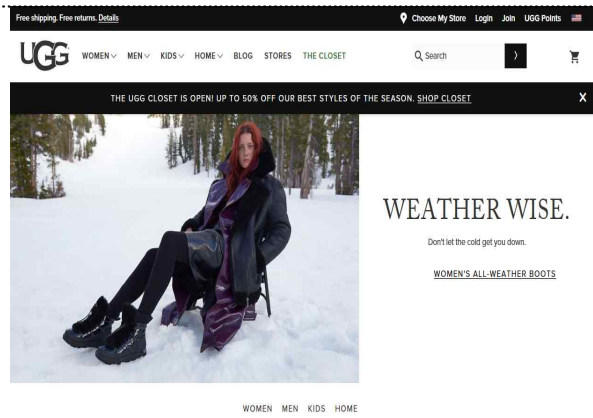 Free shipping. Free returns. Details
Choose My Store Login Join UGG Points
UGG WOMEN MEN KIDS HOME BLOG STORES THE CLOSET Search
THE UGG CLOSET IS OPEN! UP TO 50% OFF OUR BEST STYLES OF THE SEASON. SHOP CLOSET X
WEATHER WISE.
Don't let the cold get you down.
WOMEN'S ALL-WEATHER BOOTS
WOMEN MEN KIDS HOME